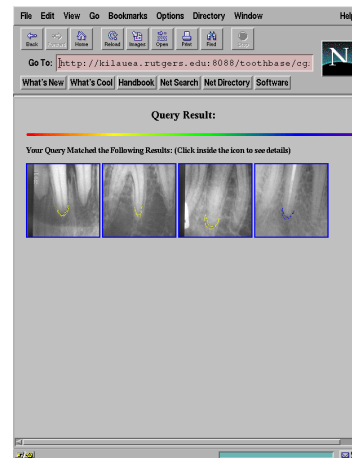 File Edit View Go Bookmarks Options Directory Window Help
Back Forward Home Reload Images Open Print Find Stop
Go To: http://kilauea.rutgers.edu:8088/toothbase/cg
N
What's New What's Cool Handbook Net Search Net Directory Software
Query Result:
Your Query Matched the Following Results: (Click inside the icon to see details)